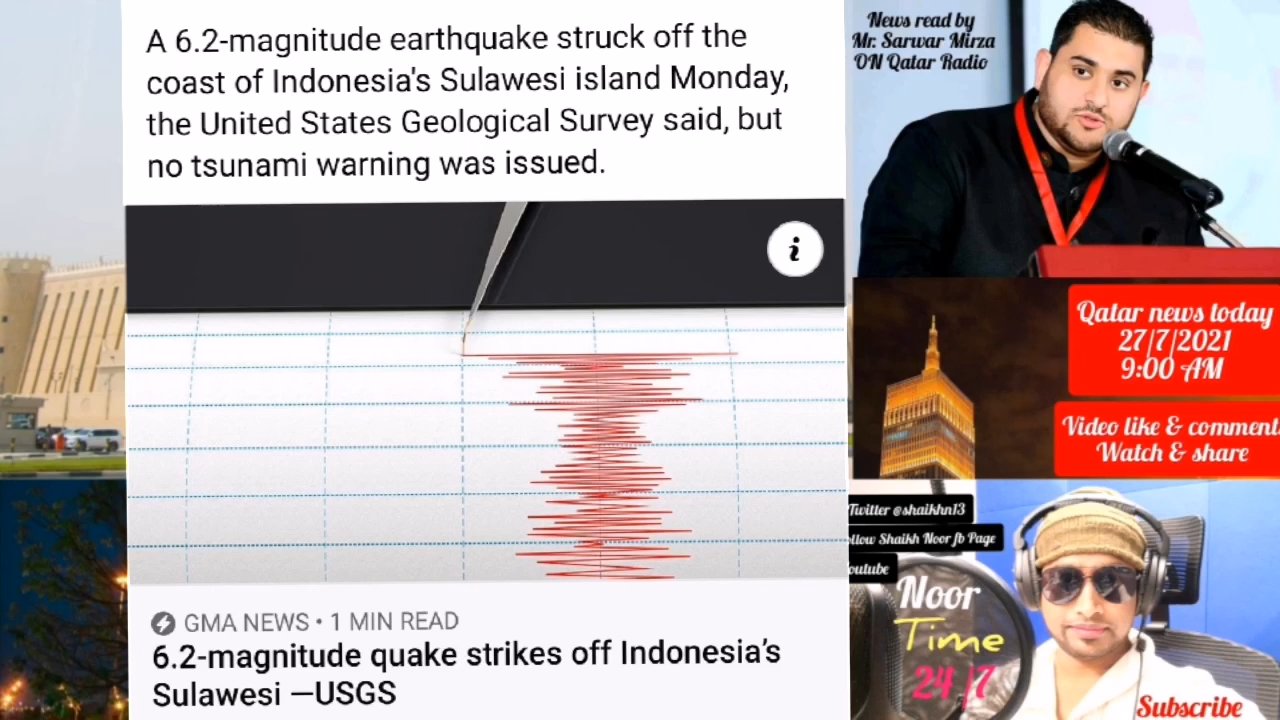 A 6.2-magnitude earthquake struck off the
coast of Indonesia's Sulawesi island Monday,
the United States Geological Survey said, but
no tsunami warning was issued.
i
GMA NEWS • 1 MIN READ
6.2-magnitude quake strikes off Indonesia's
Sulawesi —USGS
News read by
Mr. Sarwar Mirza
ON Qatar Radio
Qatar news today
27/7/2021
9:00 AM
Video like & comment
Watch & share
Twitter @shaikhn13
llow Shaikh Noor fb Page
outube
Noor
Time
24/7
Subscribe